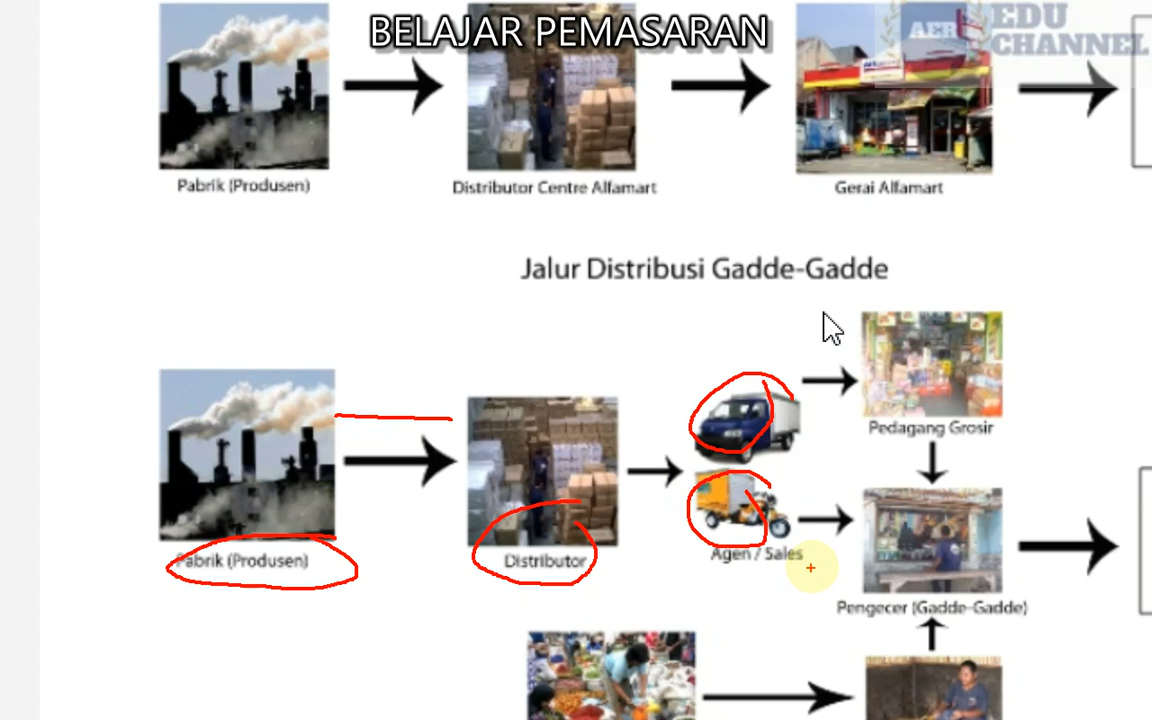 BELAJAR PEMASARAN
AER
EDU
CHANNEL
Pabrik (Produsen)
Distributor Centre Alfamart
Gerai Alfamart
Jalur Distribusi Gadde-Gadde
Pedagang Grosir
Pabrik (Produsen)
Distributor
Agen / Sales
Pengecer (Gadde-Gadde)